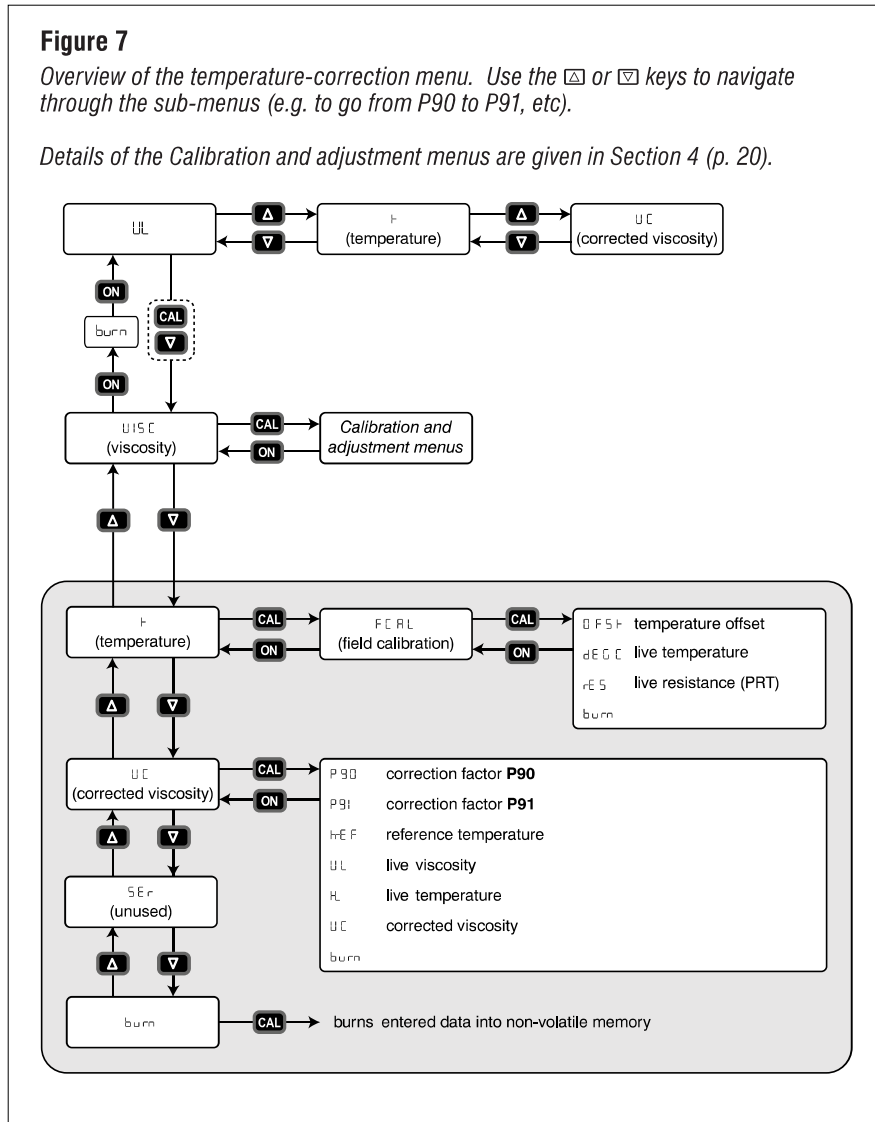 Figure 7
Overview of the temperature-correction menu. Use the △ or ▽ keys to navigate
through the sub-menus (e.g. to go from P90 to P91, etc).
Details of the Calibration and adjustment menus are given in Section 4 (p. 20).
UL
△
▽
t
(temperature)
△
▽
UC
(corrected viscosity)
ON
burn
ON
CAL
▽
UISC
(viscosity)
CAL
ON
Calibration and
adjustment menus
△
▽
t
(temperature)
CAL
ON
FCAL
(field calibration)
CAL
ON
OFSt temperature offset
dEGC live temperature
rES live resistance (PRT)
burn
△
▽
UC
(corrected viscosity)
CAL
ON
P90 correction factor P90
P91 correction factor P91
trEF reference temperature
UL live viscosity
tL live temperature
UC corrected viscosity
burn
△
▽
SEr
(unused)
△
▽
burn
CAL
burns entered data into non-volatile memory